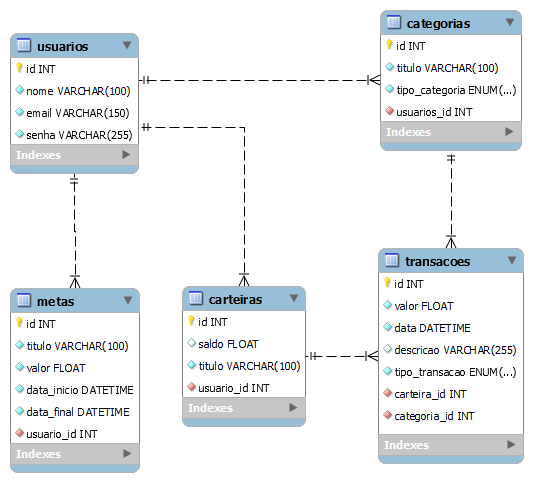 usuarios
id INT
nome VARCHAR(100)
email VARCHAR(150)
senha VARCHAR(255)
Indexes
categorias
id INT
titulo VARCHAR(100)
tipo_categoria ENUM(...)
usuarios_id INT
Indexes
metas
id INT
titulo VARCHAR(100)
valor FLOAT
data_inicio DATETIME
data_final DATETIME
usuario_id INT
Indexes
carteiras
id INT
saldo FLOAT
titulo VARCHAR(100)
usuario_id INT
Indexes
transacoes
id INT
valor FLOAT
data DATETIME
descricao VARCHAR(255)
tipo_transacao ENUM(...)
carteira_id INT
categoria_id INT
Indexes